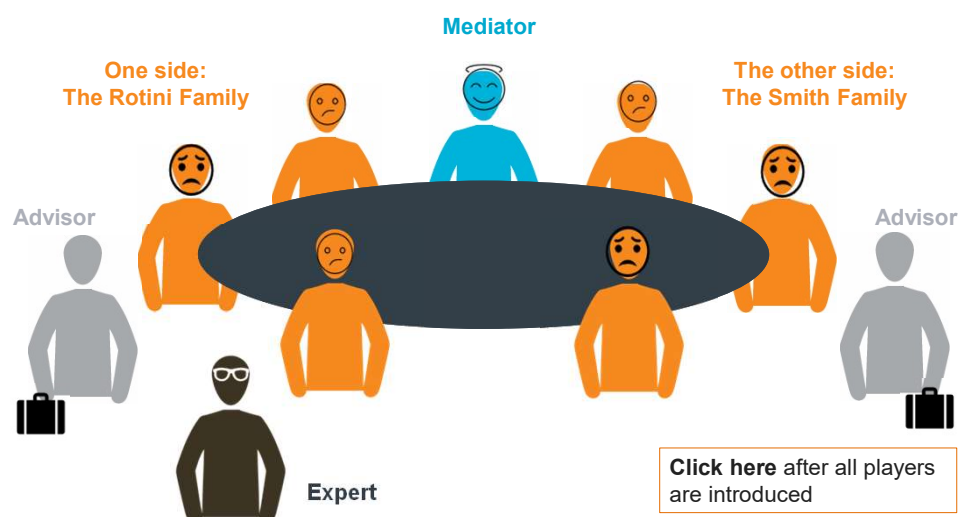 Mediator
One side:
The Rotini Family
The other side:
The Smith Family
Advisor
Advisor
Expert
Click here after all players
are introduced